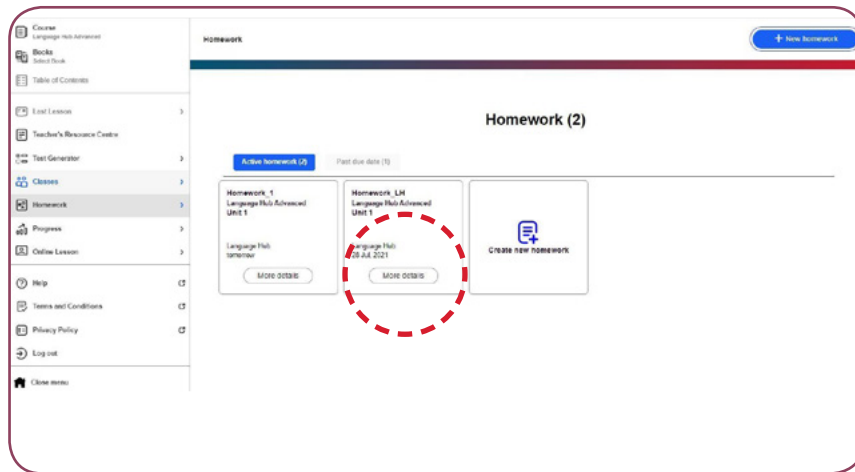 Course
Language Hub Advanced
Books
Select Book
Table of Contents
Last Lesson
Teacher's Resource Centre
Test Generator
Classes
Homework
Progress
Online Lesson
Help
Terms and Conditions
Privacy Policy
Log out
Close menu
Homework
+ New homework
Homework (2)
Active homework (2)
Past due date (1)
Homework_1
Language Hub Advanced
Unit 1
Language Hub
tomorrow
More details
Homework_LH
Language Hub Advanced
Unit 1
Language Hub
28 Jul, 2021
More details
Create new homework